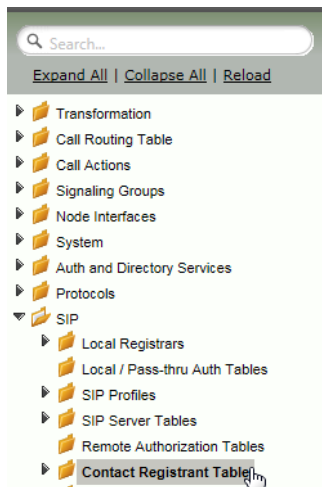 Search...
Expand All | Collapse All | Reload
Transformation
Call Routing Table
Call Actions
Signaling Groups
Node Interfaces
System
Auth and Directory Services
Protocols
SIP
Local Registrars
Local / Pass-thru Auth Tables
SIP Profiles
SIP Server Tables
Remote Authorization Tables
Contact Registrant Table